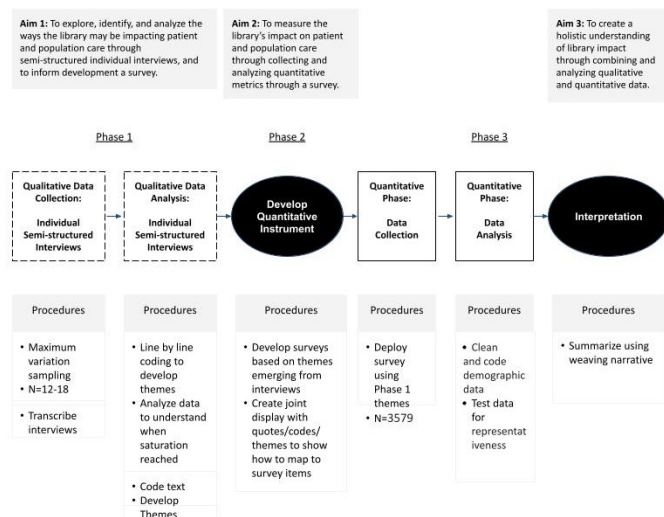 Aim 1: To explore, identify, and analyze the
ways the library may be impacting patient
and population care through
semi-structured individual interviews, and
to inform development a survey.
Aim 2: To measure the
library's impact on patient
and population care
through collecting and
analyzing quantitative
metrics through a survey.
Aim 3: To create a
holistic understanding
of library impact
through combining and
analyzing qualitative
and quantitative data.
Phase 1
Phase 2
Phase 3
Qualitative Data
Collection:
Individual
Semi-structured
Interviews
Qualitative Data
Analysis:
Individual
Semi-structured
Interviews
Develop
Quantitative
Instrument
Quantitative
Phase:
Data
Collection
Quantitative
Phase:
Data
Analysis
Interpretation
Procedures
• Maximum
variation
sampling
• N=12-18
• Transcribe
interviews
Procedures
• Line by line
coding to
develop
themes
• Analyze data
to understand
when
saturation
reached
• Code text
• Develop
Themes
Procedures
• Develop surveys
based on themes
emerging from
interviews
• Create joint
display with
quotes/codes/
themes to show
how to map to
survey items
Procedures
• Deploy
survey
using
Phase 1
themes
• N=3579
Procedures
• Clean
and code
demographic
data
• Test data
for
representat
iveness
Procedures
• Summarize using
weaving narrative